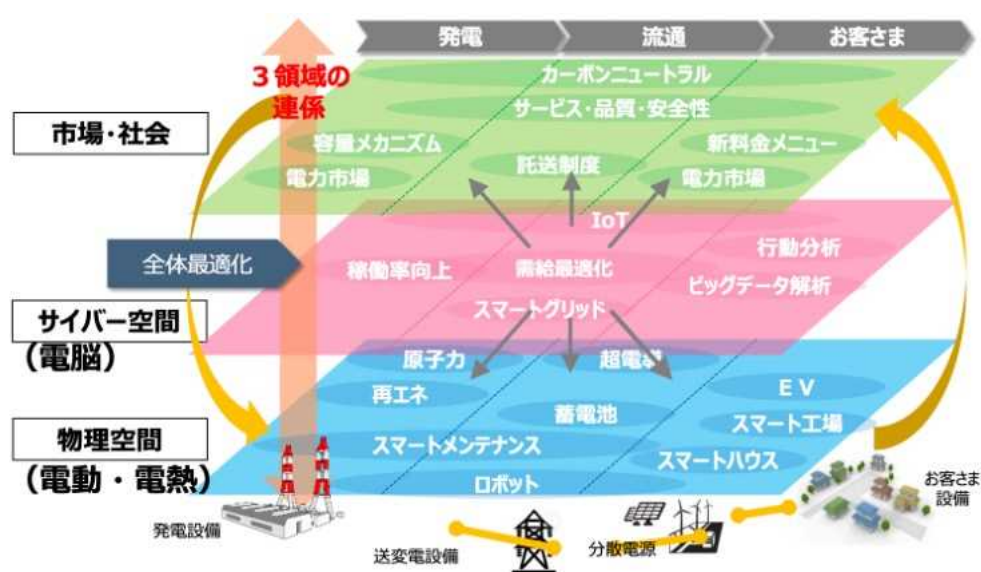 発電
流通
お客さま
3領域の
連係
カーボンニュートラル
サービス・品質・安全性
市場・社会
容量メカニズム
新料金メニュー
託送制度
電力市場
電力市場
IoT
行動分析
全体最適化
稼働率向上
需給最適化
ビッグデータ解析
サイバー空間
(電脳)
スマートグリッド
原子力
再エネ
EV
蓄電池
スマート工場
物理空間
(電動・電熱)
スマートメンテナンス
スマートハウス
ロボット
発電設備
送変電設備
分散電源
お客さま
設備